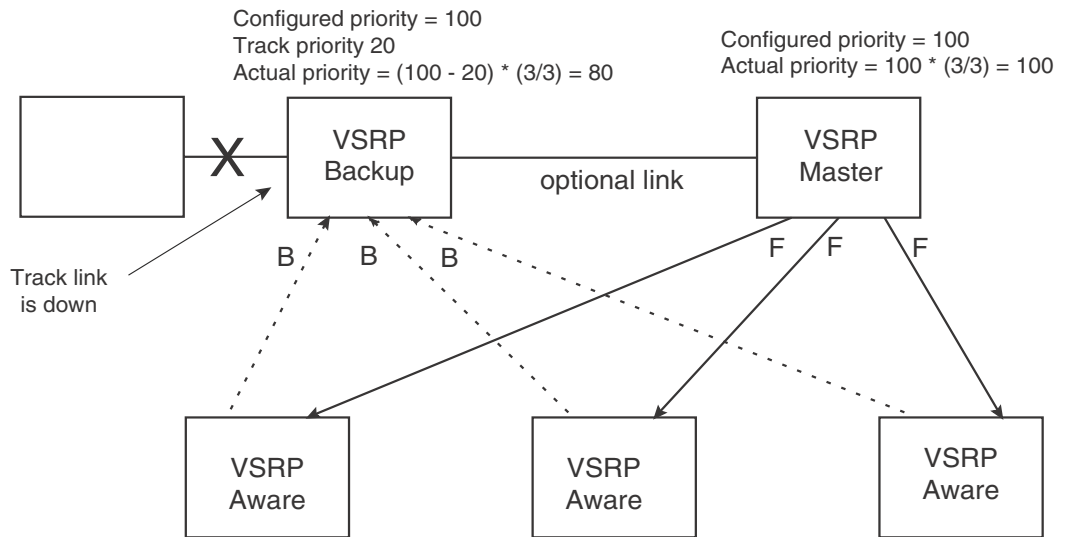 Configured priority = 100
Track priority 20
Actual priority = (100 - 20) * (3/3) = 80
Configured priority = 100
Actual priority = 100 * (3/3) = 100
X
VSRP
Backup
optional link
VSRP
Master
B
B
B
F
F
F
Track link
is down
VSRP
Aware
VSRP
Aware
VSRP
Aware